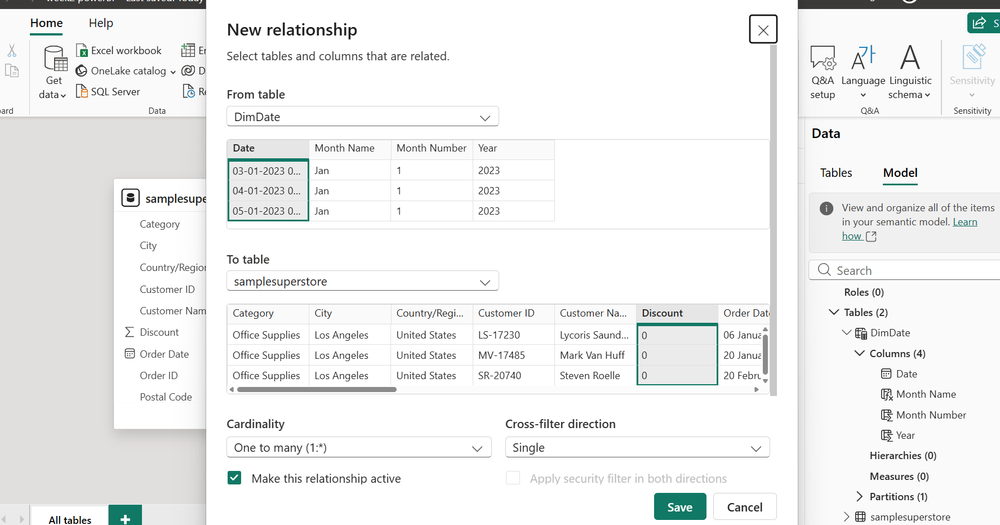 Home Help
Excel workbook
OneLake catalog
SQL Server
Get
data
Data
samplesupe
Category
City
Country/Region
Customer ID
Customer Nam
Discount
Order Date
Order ID
Postal Code
All tables
New relationship
Select tables and columns that are related.
From table
DimDate
Date Month Name Month Number Year
03-01-2023 0... Jan 1 2023
04-01-2023 0... Jan 1 2023
05-01-2023 0... Jan 1 2023
To table
samplesuperstore
Category City Country/Regi... Customer ID Customer Na... Discount Order Date
Office Supplies Los Angeles United States LS-17230 Lycoris Saund... 0 06 Janua
Office Supplies Los Angeles United States MV-17485 Mark Van Huff 0 20 Janua
Office Supplies Los Angeles United States SR-20740 Steven Roelle 0 20 Febru
Cardinality Cross-filter direction
One to many (1:*) Single
Make this relationship active Apply security filter in both directions
Save Cancel
Q&A
setup
Language
Linguistic
schema
Q&A
Sensitivity
Sensitivity
Data
Tables Model
View and organize all of the items
in your semantic model. Learn
how
Search
Roles (0)
Tables (2)
DimDate
Columns (4)
Date
Month Name
Month Number
Year
Hierarchies (0)
Measures (0)
Partitions (1)
samplesuperstore